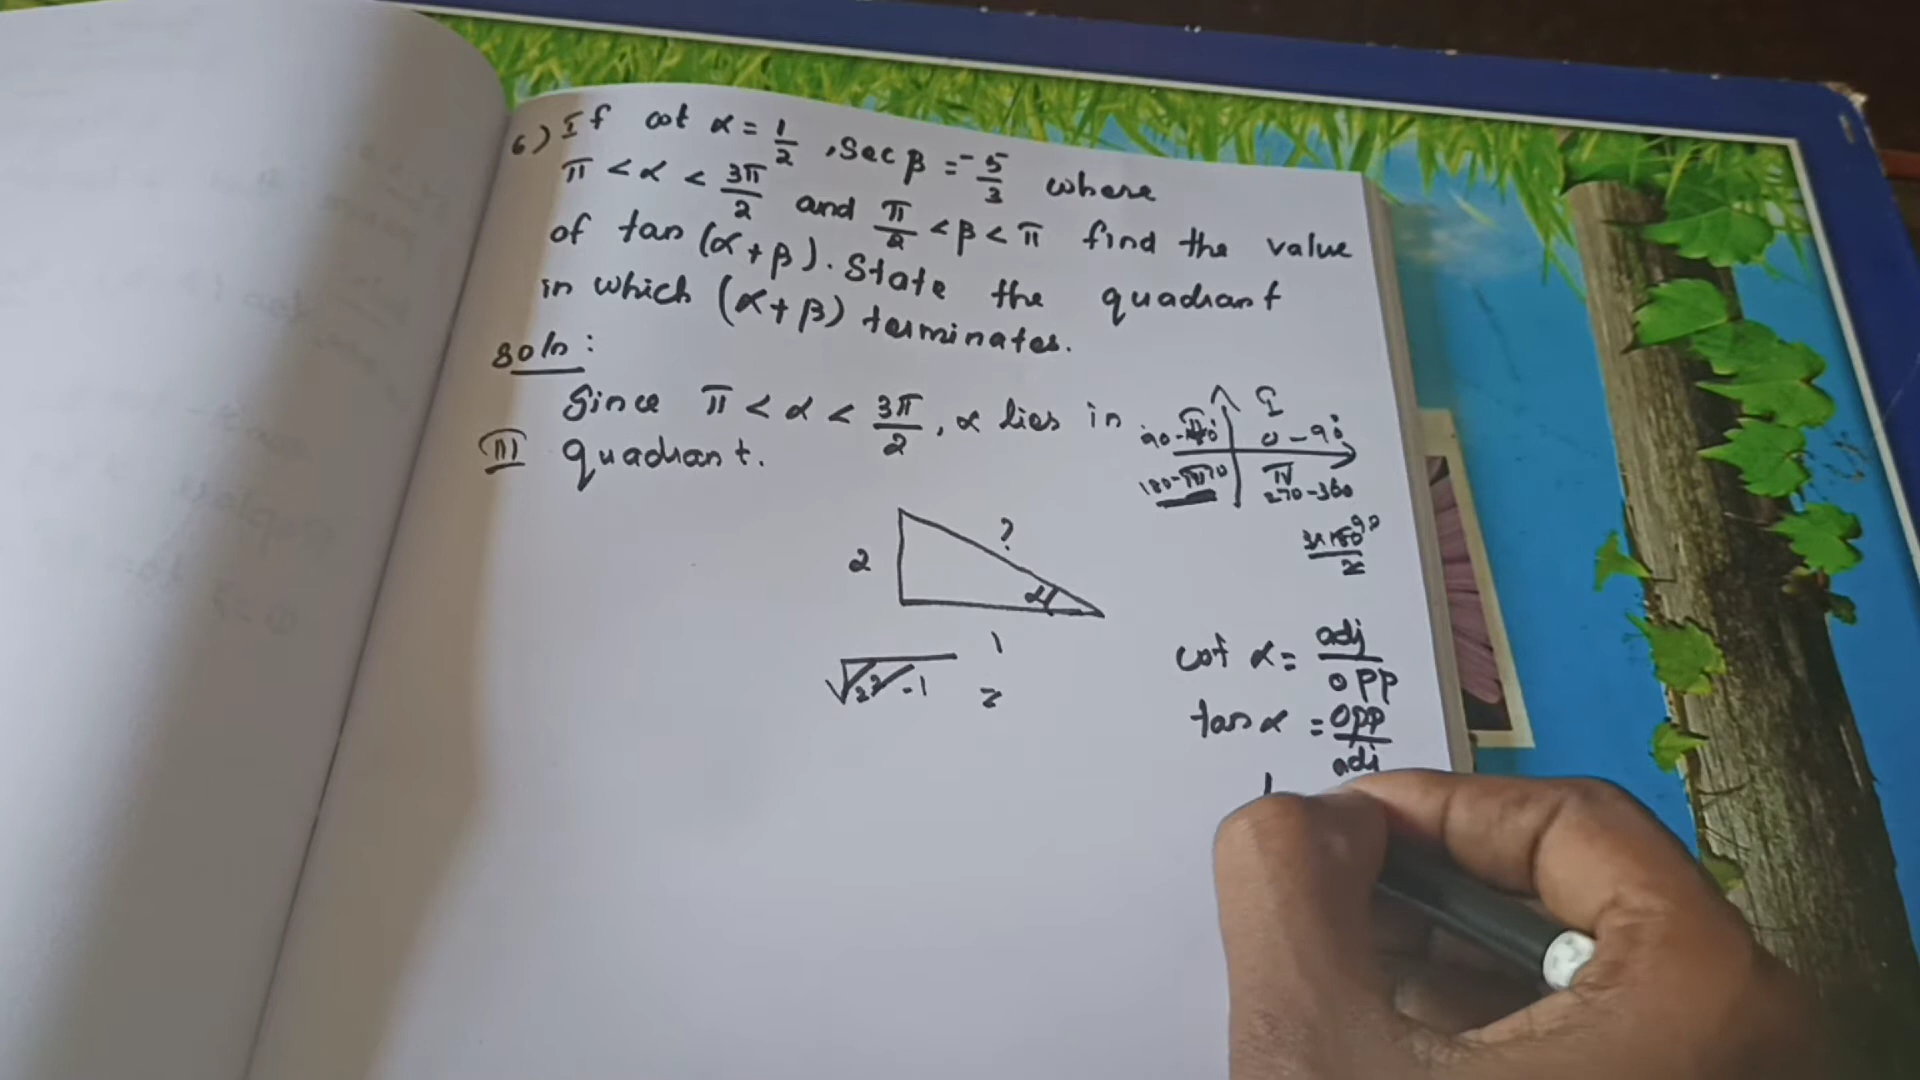 6) If cot α = 1/2, sec β = -5/3 where
π < α < 3π/2 and π/2 < β < π find the value
of tan (α + β). State the quadrant
in which (α + β) terminates.
soln:
Since π < α < 3π/2, α lies in
III quadrant.
I
0 - 90
IV
270 - 360
2
?
α
1
2
cot α = adj/opp
tan α = opp/adj